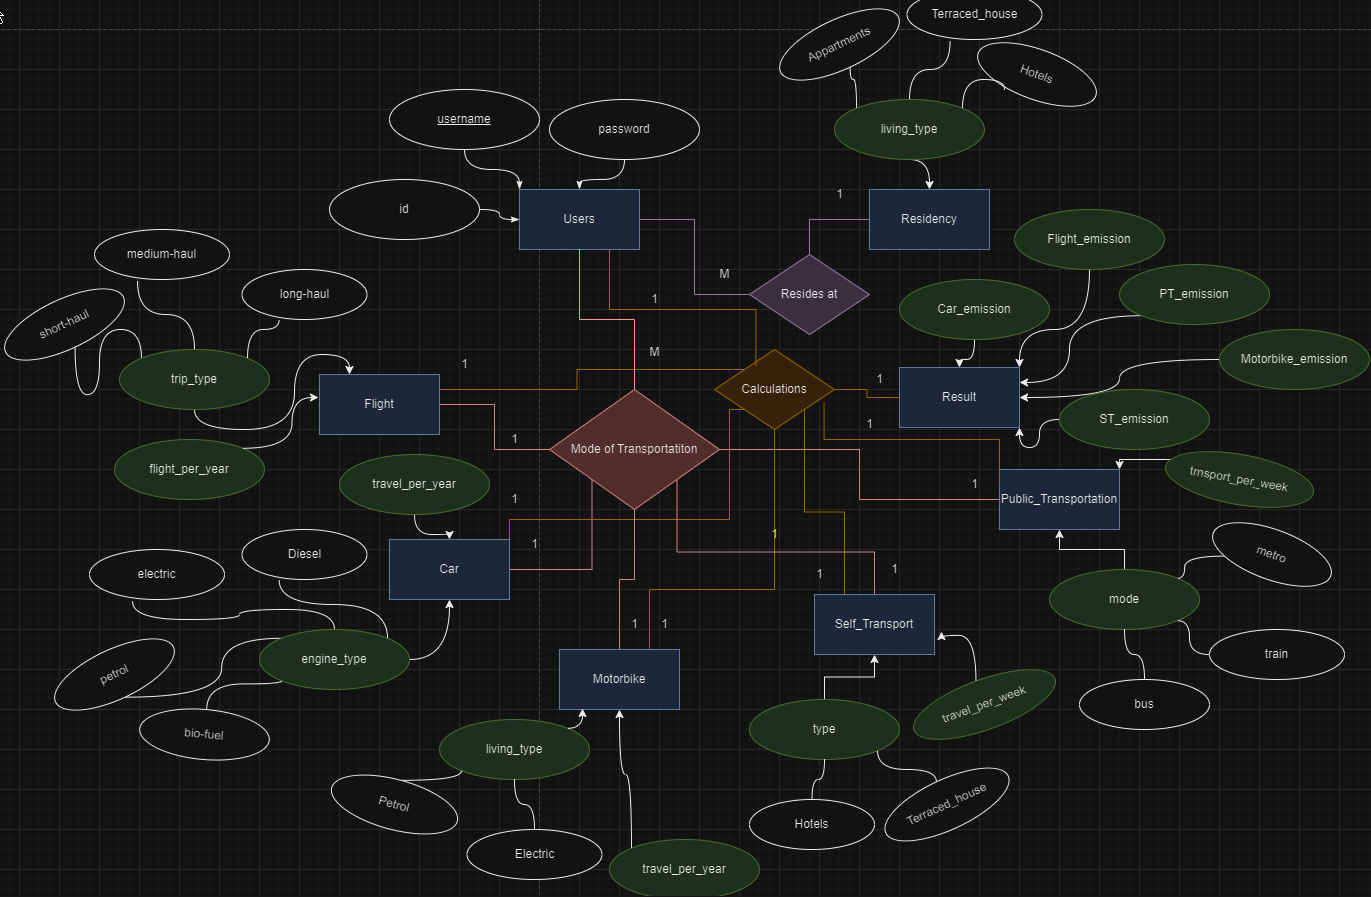 Terraced_house
Appartments
Hotels
username
password
living_type
id
Users
1
Residency
medium-haul
Flight_emission
M
Resides at
long-haul
1
PT_emission
short-haul
Car_emission
M
Motorbike_emission
trip_type
1
1
Calculations
Flight
Result
1
ST_emission
1
flight_per_year
Mode of Transportatiton
travel_per_year
1
1
Public_Transportation
trnsport_per_week
1
1
Diesel
electric
Car
1
1
metro
mode
1
1
Self_Transport
engine_type
train
petrol
Motorbike
travel_per_week
bus
bio-fuel
living_type
type
Petrol
Hotels
Terraced_house
Electric
travel_per_year